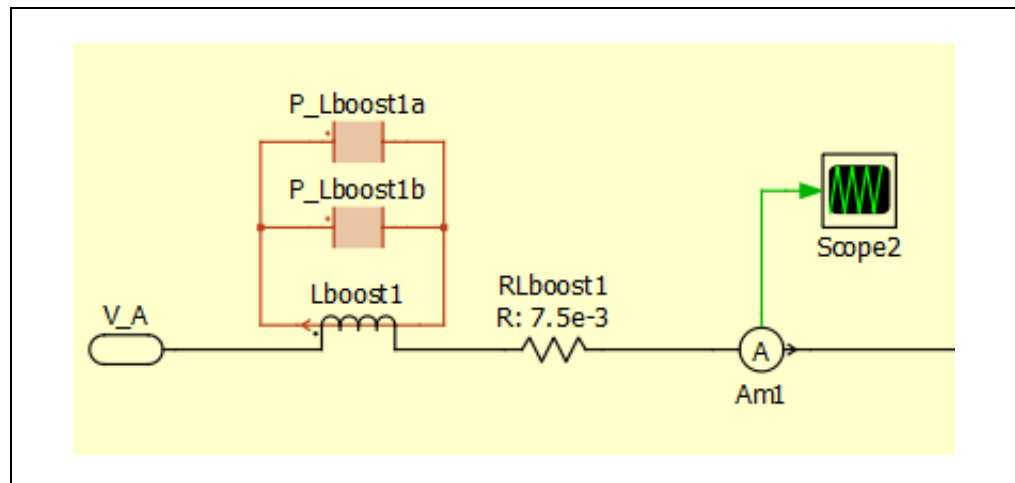 P_Lboost1a
P_Lboost1b
Lboost1
V_A
RLboost1
R: 7.5e-3
A
Am1
Scope2